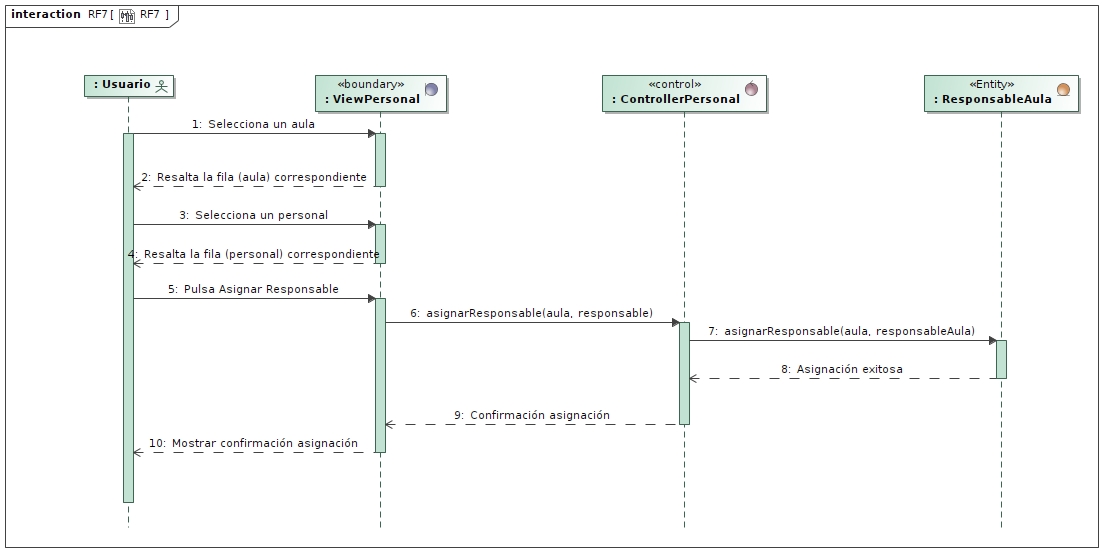 interaction RF7 [ RF7 ]
: Usuario
«boundary»
: ViewPersonal
«control»
: ControllerPersonal
«Entity»
: ResponsableAula
1: Selecciona un aula
2: Resalta la fila (aula) correspondiente
3: Selecciona un personal
4: Resalta la fila (personal) correspondiente
5: Pulsa Asignar Responsable
6: asignarResponsable(aula, responsable)
7: asignarResponsable(aula, responsableAula)
8: Asignación exitosa
9: Confirmación asignación
10: Mostrar confirmación asignación